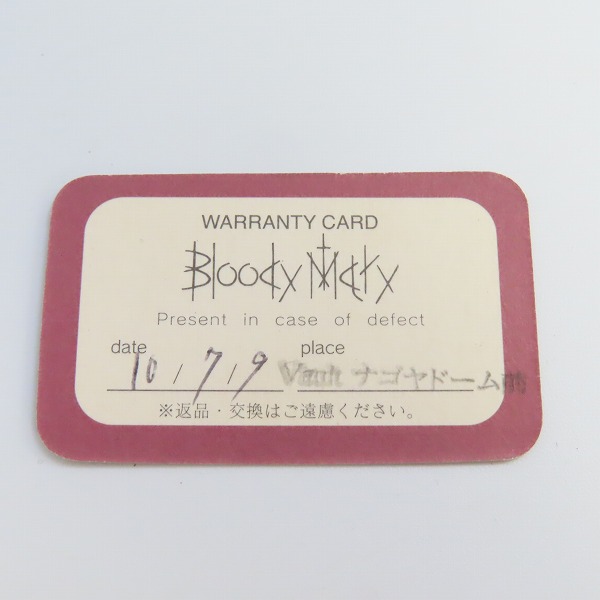 WARRANTY CARD
Bloody Mary
Present in case of defect
date place
10 / 7 / 9 Vault ナゴヤドーム前
※返品・交換はご遠慮ください。